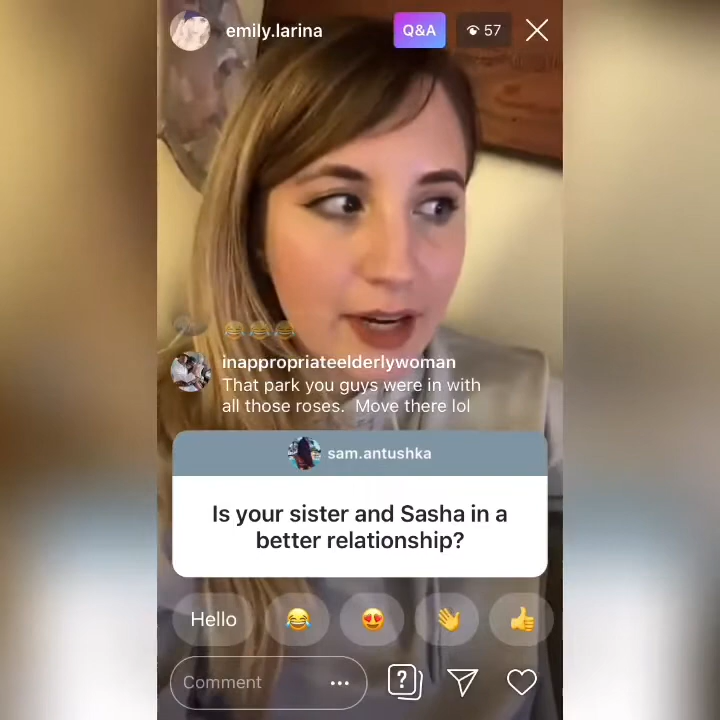 emily.larina
Q&A
57
inappropriateelderlywoman
That park you guys were in with
all those roses.  Move there lol
sam.antushka
Is your sister and Sasha in a
better relationship?
Hello
Comment